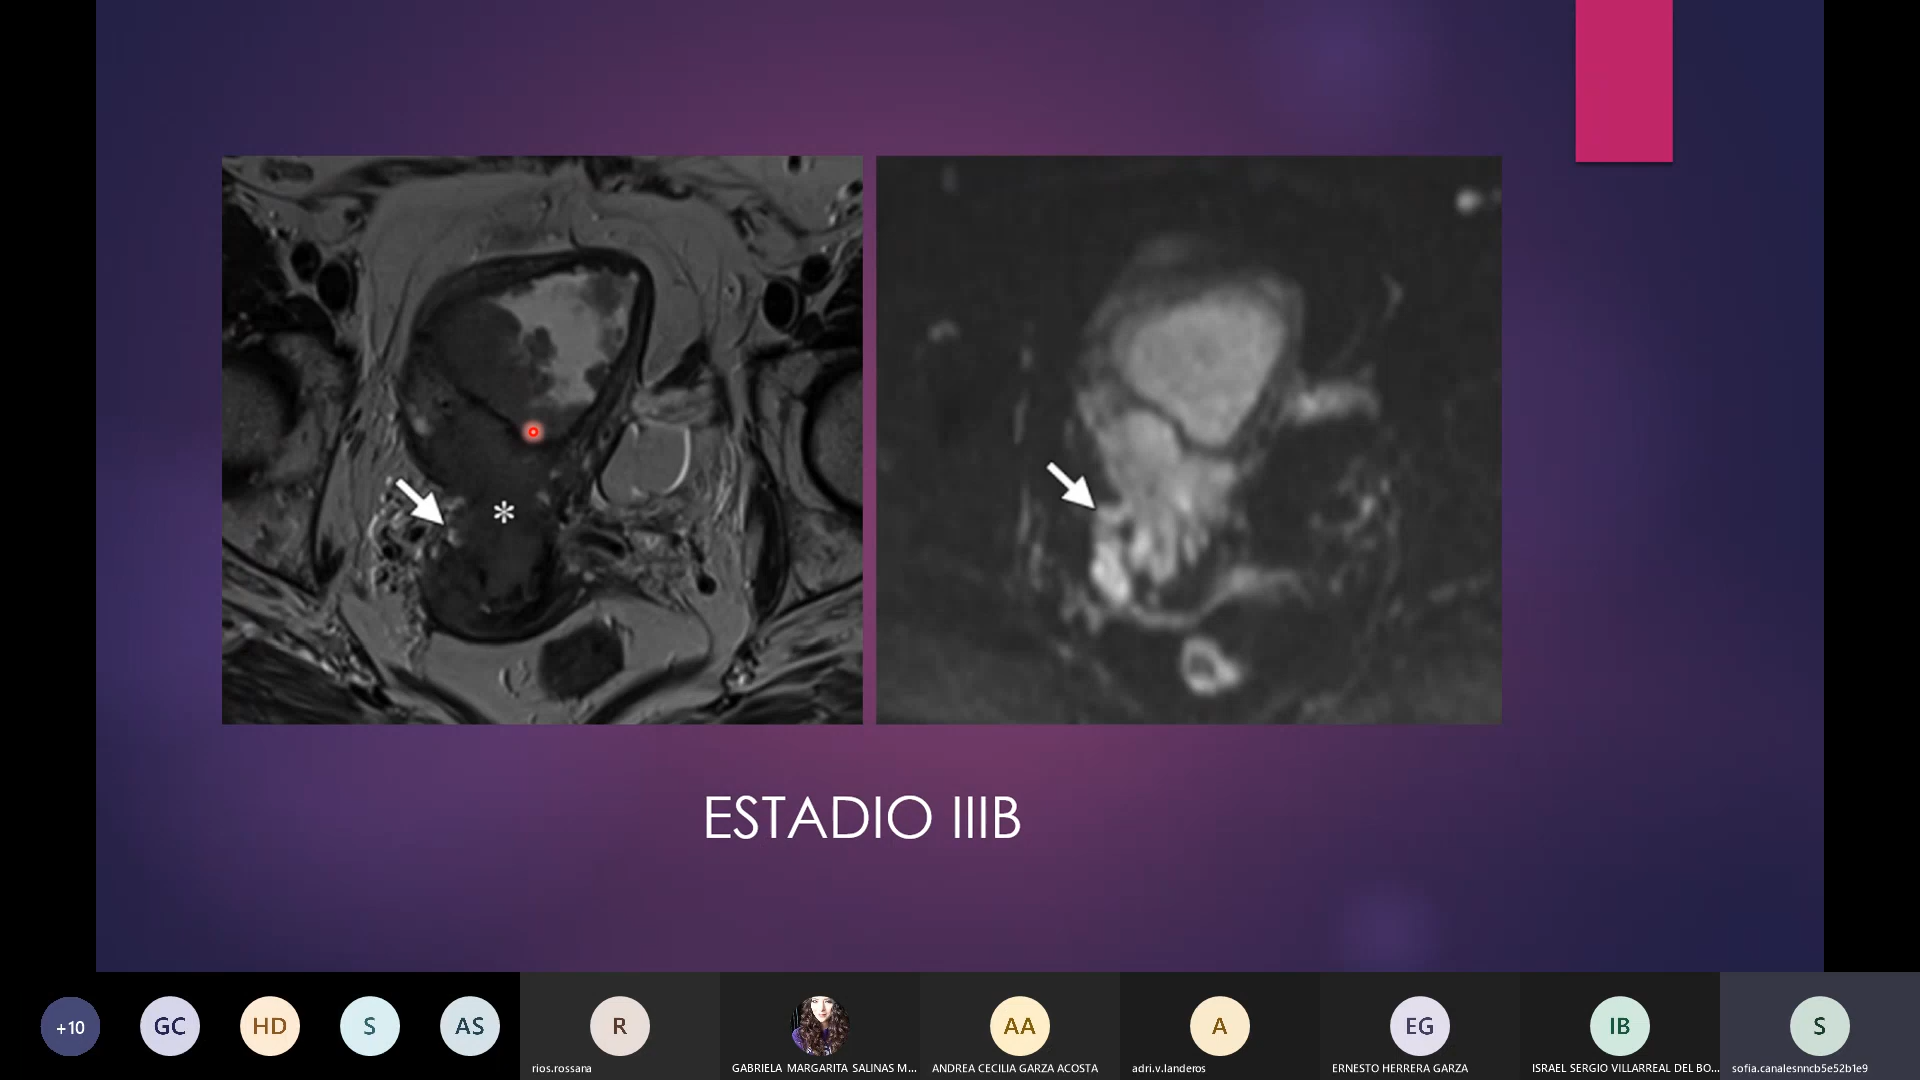 *
ESTADIO IIIB
+10
GC
HD
S
AS
R
AA
A
EG
IB
S
rios.rossana
GABRIELA MARGARITA SALINAS M...
ANDREA CECILIA GARZA ACOSTA
adri.v.landeros
ERNESTO HERRERA GARZA
ISRAEL SERGIO VILLARREAL DEL BO...
sofia.canalesnncb5e52b1e9